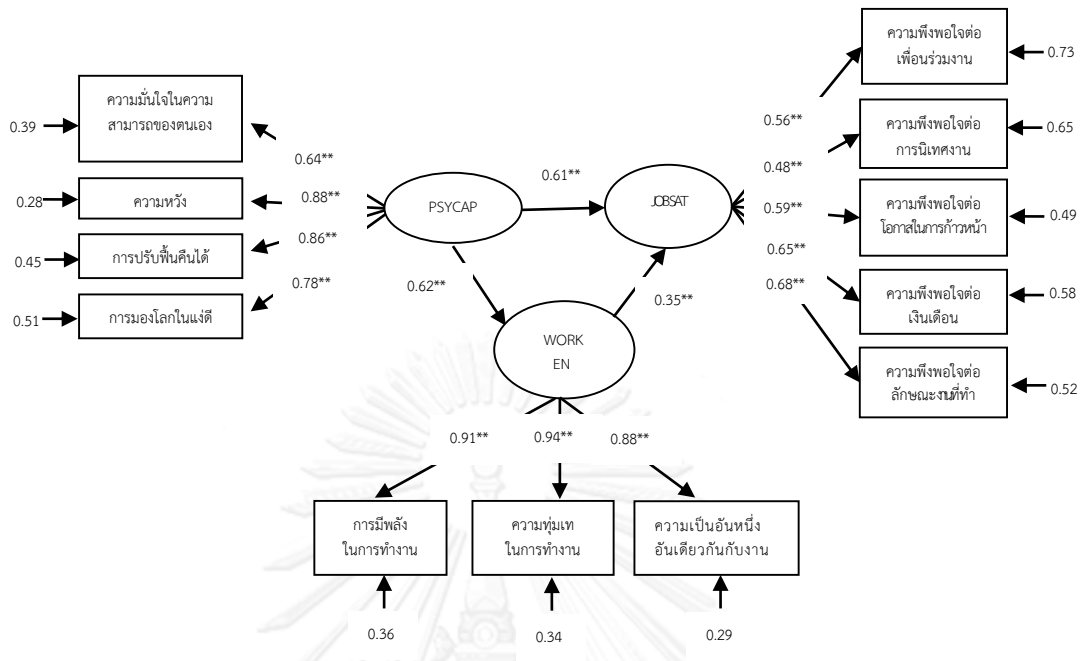 ความมั่นใจในความ
สามารถของตนเอง
0.39
ความหวัง
0.28
การปรับฟื้นคืนได้
0.45
การมองโลกในแง่ดี
0.51
0.64**
0.88**
0.86**
0.78**
PSYCAP
0.61**
JOBSAT
0.62**
0.35**
WORK
EN
0.56**
0.48**
0.59**
0.65**
0.68**
ความพึงพอใจต่อ
เพื่อนร่วมงาน
0.73
ความพึงพอใจต่อ
การนิเทศงาน
0.65
ความพึงพอใจต่อ
โอกาสในการก้าวหน้า
0.49
ความพึงพอใจต่อ
เงินเดือน
0.58
ความพึงพอใจต่อ
ลักษณะงานที่ทำ
0.52
0.91**
0.94**
0.88**
การมีพลัง
ในการทำงาน
ความทุ่มเท
ในการทำงาน
ความเป็นอันหนึ่ง
อันเดียวกันกับงาน
0.36
0.34
0.29